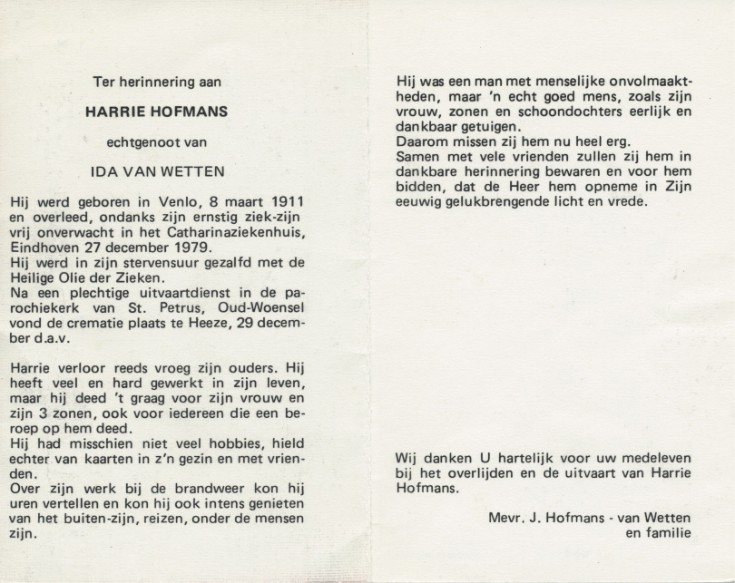 Ter herinnering aan
HARRIE HOFMANS
echtgenoot van
IDA VAN WETTEN
Hij werd geboren in Venlo, 8 maart 1911
en overleed, ondanks zijn ernstig ziek-zijn
vrij onverwacht in het Catharinaziekenhuis,
Eindhoven 27 december 1979.
Hij werd in zijn stervensuur gezalfd met de
Heilige Olie der Zieken.
Na een plechtige uitvaartdienst in de pa-
rochiekerk van St. Petrus, Oud-Woensel
vond de crematie plaats te Heeze, 29 decem-
ber d.a.v.
Harrie verloor reeds vroeg zijn ouders. Hij
heeft veel en hard gewerkt in zijn leven,
maar hij deed 't graag voor zijn vrouw en
zijn 3 zonen, ook voor iedereen die een be-
roep op hem deed.
Hij had misschien niet veel hobbies, hield
echter van kaarten in z'n gezin en met vrien-
den.
Over zijn werk bij de brandweer kon hij
uren vertellen en kon hij ook intens genieten
van het buiten-zijn, reizen, onder de mensen
zijn.
Hij was een man met menselijke onvolmaakt-
heden, maar 'n echt goed mens, zoals zijn
vrouw, zonen en schoondochters eerlijk en
dankbaar getuigen.
Daarom missen zij hem nu heel erg.
Samen met vele vrienden zullen zij hem in
dankbare herinnering bewaren en voor hem
bidden, dat de Heer hem opneme in Zijn
eeuwig gelukbrengende licht en vrede.
Wij danken U hartelijk voor uw medeleven
bij het overlijden en de uitvaart van Harrie
Hofmans.
Mevr. J. Hofmans - van Wetten
en familie